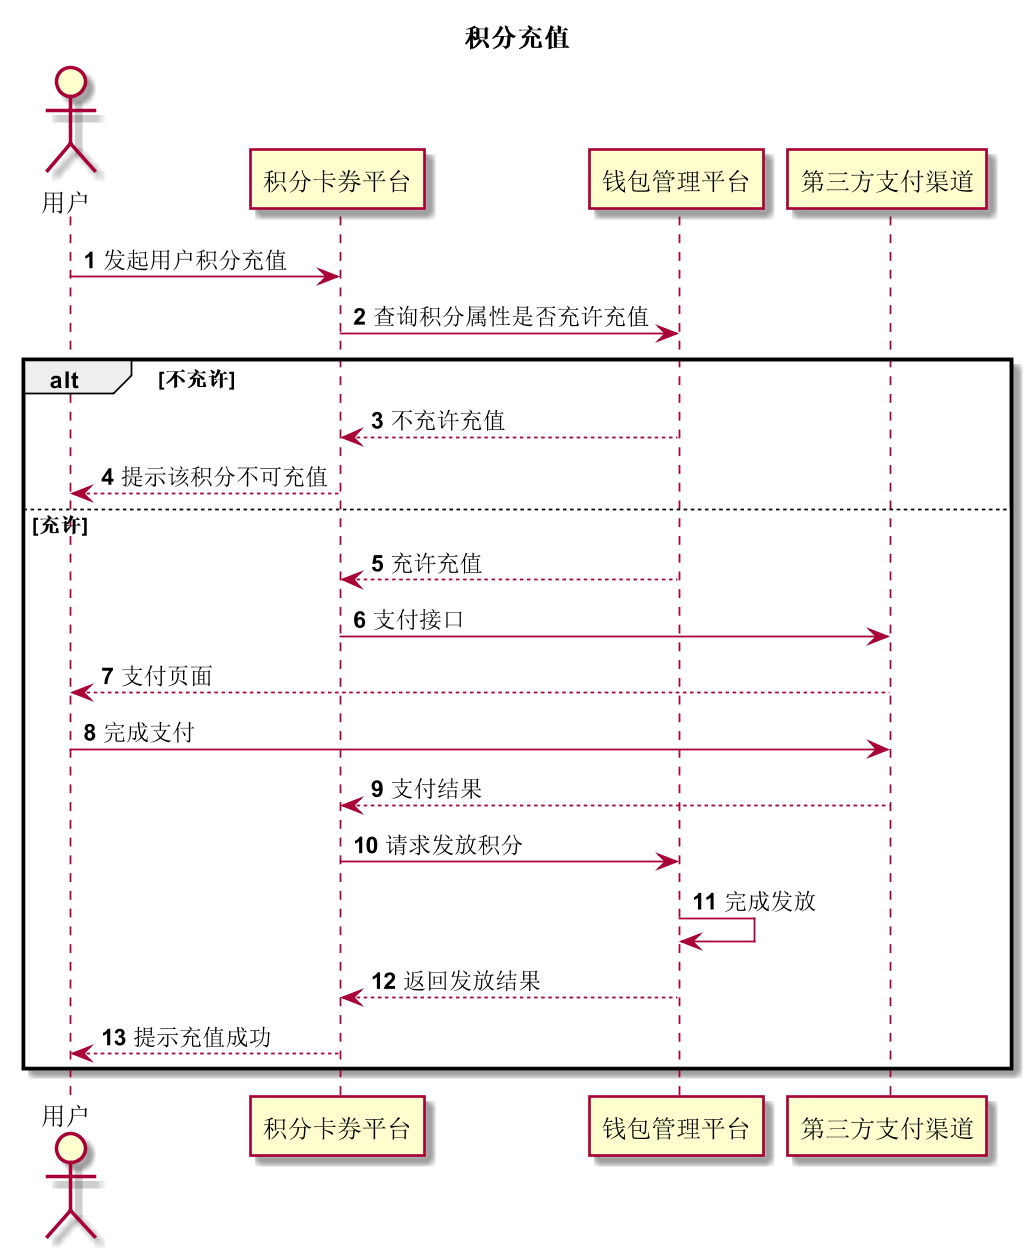 积分充值
用户
积分卡券平台
钱包管理平台
第三方支付渠道
1 发起用户积分充值
2 查询积分属性是否充许充值
alt [不充许]
3 不充许充值
4 提示该积分不可充值
[充许]
5 充许充值
6 支付接口
7 支付页面
8 完成支付
9 支付结果
10 请求发放积分
11 完成发放
12 返回发放结果
13 提示充值成功
用户
积分卡券平台
钱包管理平台
第三方支付渠道